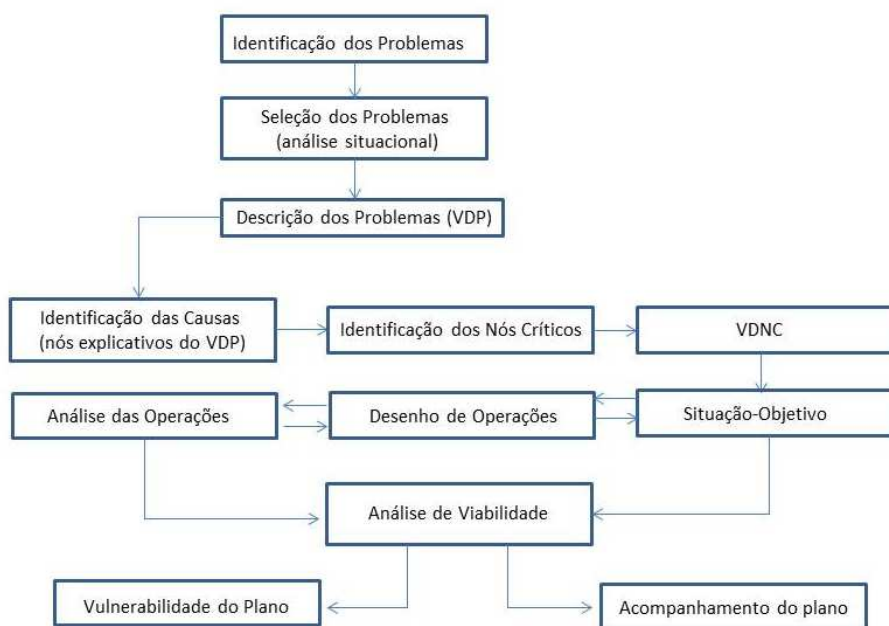 Identificação dos Problemas
Seleção dos Problemas
(análise situacional)
Descrição dos Problemas (VDP)
Identificação das Causas
(nós explicativos do VDP)
Identificação dos Nós Críticos
VDNC
Análise das Operações
Desenho de Operações
Situação-Objetivo
Análise de Viabilidade
Vulnerabilidade do Plano
Acompanhamento do plano